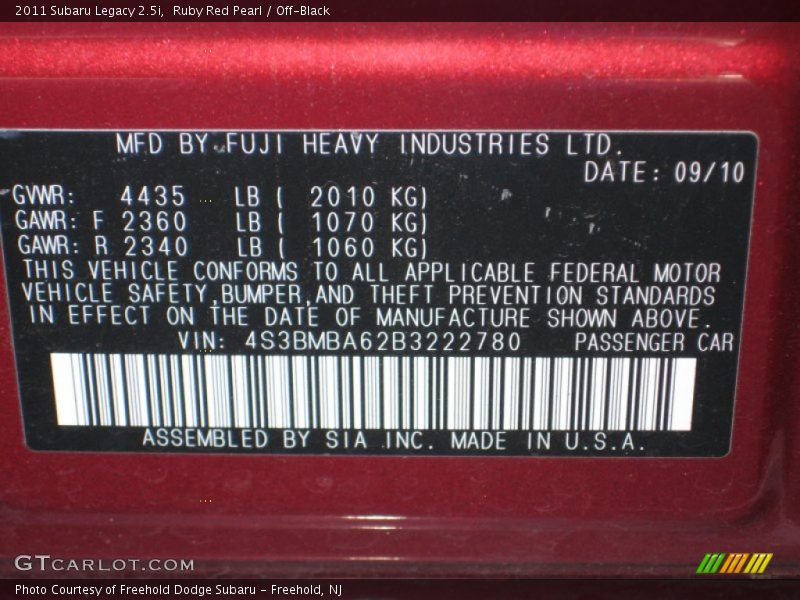 2011 Subaru Legacy 2.5i,  Ruby Red Pearl / Off-Black
MFD BY FUJI HEAVY INDUSTRIES LTD.
DATE: 09/10
GVWR: 4435 LB ( 2010 KG)
GAWR: F 2360 LB ( 1070 KG)
GAWR: R 2340 LB ( 1060 KG)
THIS VEHICLE CONFORMS TO ALL APPLICABLE FEDERAL MOTOR
VEHICLE SAFETY,BUMPER,AND THEFT PREVENTION STANDARDS
IN EFFECT ON THE DATE OF MANUFACTURE SHOWN ABOVE.
VIN: 4S3BMBA62B3222780 PASSENGER CAR
ASSEMBLED BY SIA INC. MADE IN U.S.A.
GTCARLOT.COM
Photo Courtesy of Freehold Dodge Subaru - Freehold, NJ